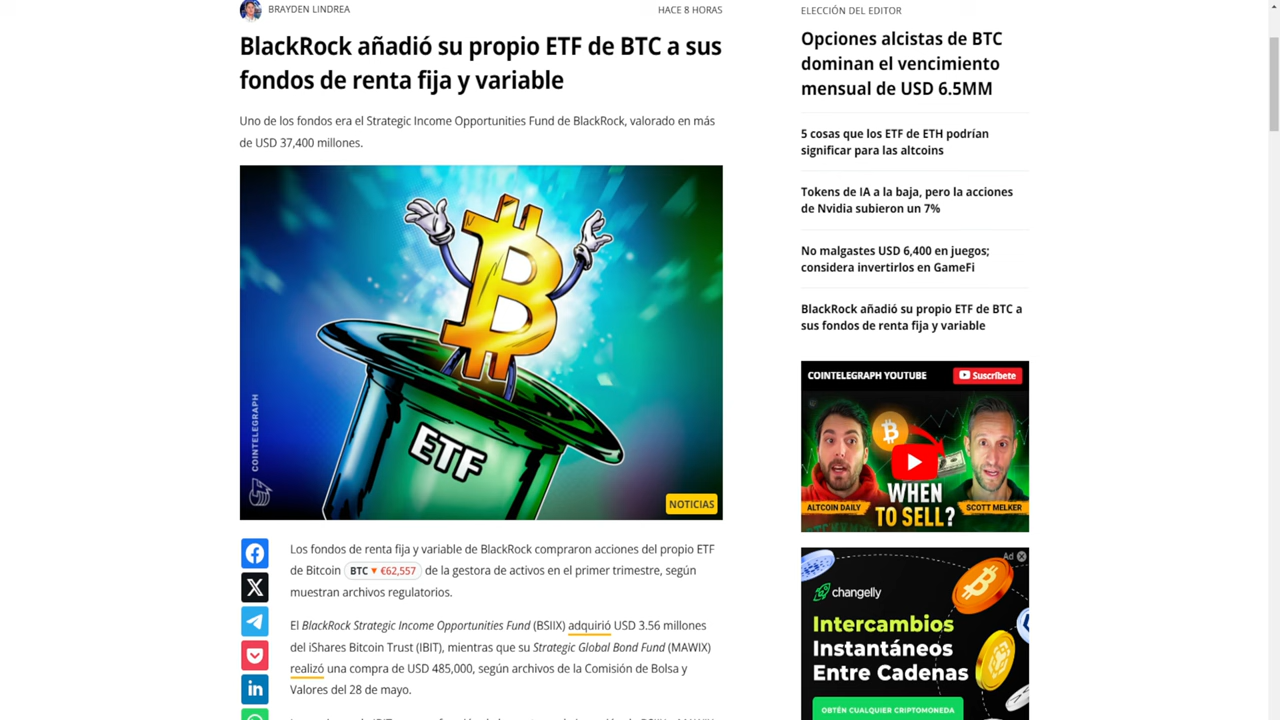 BRAYDEN LINDREA
HACE 8 HORAS
BlackRock añadió su propio ETF de BTC a sus
fondos de renta fija y variable
Uno de los fondos era el Strategic Income Opportunities Fund de BlackRock, valorado en más
de USD 37,400 millones.
COINTELEGRAPH
ETF
NOTICIAS
Los fondos de renta fija y variable de BlackRock compraron acciones del propio ETF
de Bitcoin BTC ▼ €62,557 de la gestora de activos en el primer trimestre, según
muestran archivos regulatorios.
El BlackRock Strategic Income Opportunities Fund (BSIIX) adquirió USD 3.56 millones
del iShares Bitcoin Trust (IBIT), mientras que su Strategic Global Bond Fund (MAWIX)
realizó una compra de USD 485,000, según archivos de la Comisión de Bolsa y
Valores del 28 de mayo.
ELECCIÓN DEL EDITOR
Opciones alcistas de BTC
dominan el vencimiento
mensual de USD 6.5MM
5 cosas que los ETF de ETH podrían
significar para las altcoins
Tokens de IA a la baja, pero la acciones
de Nvidia subieron un 7%
No malgastes USD 6,400 en juegos;
considera invertirlos en GameFi
BlackRock añadió su propio ETF de BTC a
sus fondos de renta fija y variable
COINTELEGRAPH YOUTUBE
Suscríbete
WHEN
TO SELL?
ALTCOIN DAILY
SCOTT MELKER
Ad
changelly
Intercambios
Instantáneos
Entre Cadenas
OBTÉN CUALQUIER CRIPTOMONEDA